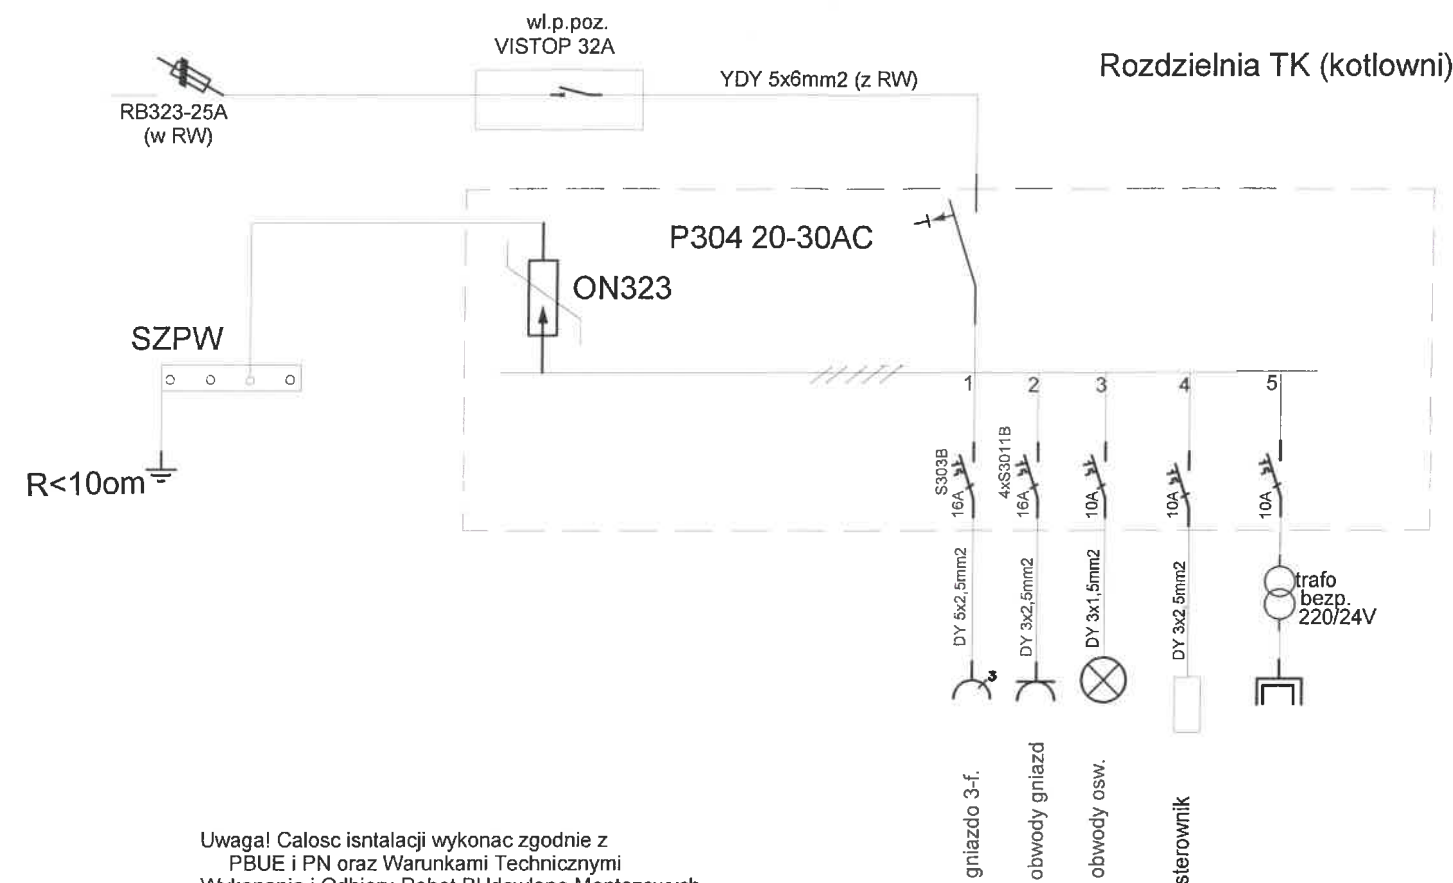 wl.p.poz.
VISTOP 32A
Rozdzielnia TK (kotlowni)
YDY 5x6mm2 (z RW)
RB323-25A
(w RW)
P304 20-30AC
ON323
SZPW
R<10om
1 2 3 4 5
S303B
16A
4xS3011B
16A
10A
10A
10A
DY 5x2,5mm2
DY 3x2,5mm2
DY 3x1,5mm2
DY 3x2,5mm2
trafo
bezp.
220/24V
3
gniazdo 3-f.
obwody gniazd
obwody osw.
sterownik
Uwaga! Calosc isntalacji wykonac zgodnie z
PBUE i PN oraz Warunkami Technicznymi